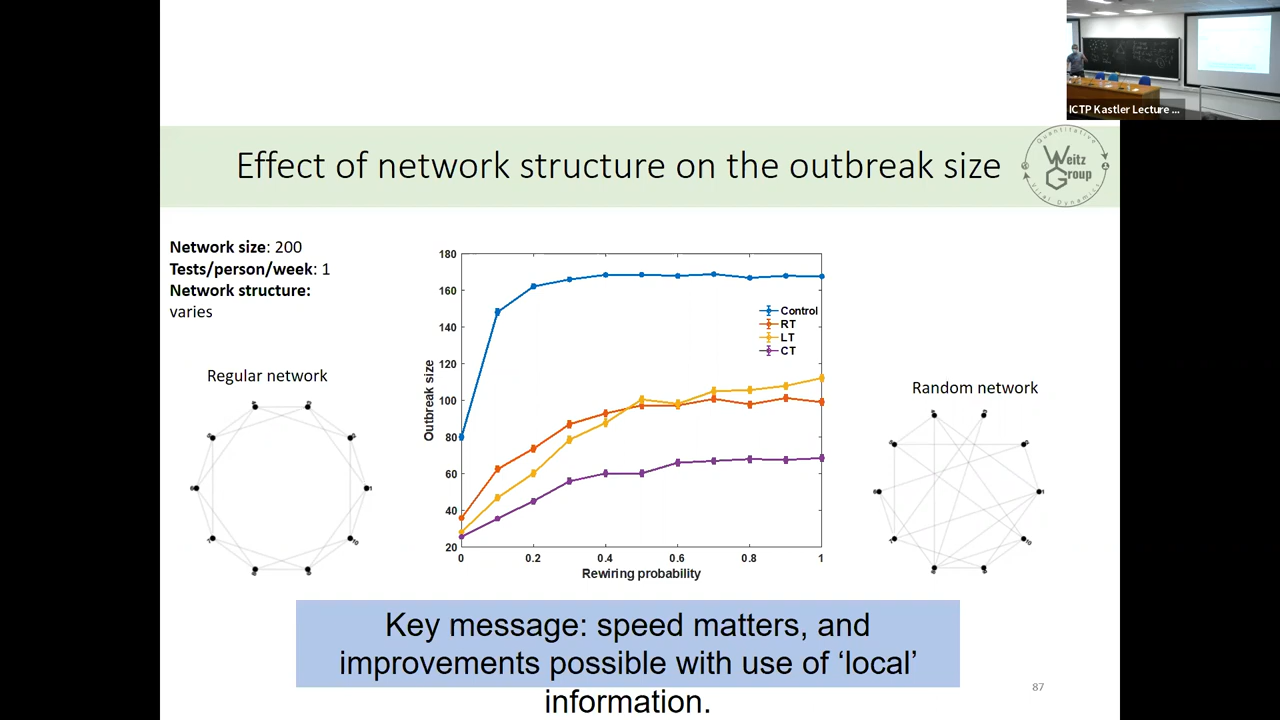 ICTP Kastler Lecture ...
Effect of network structure on the outbreak size
Quantitative
Weitz
Group
Viral Dynamics
Network size: 200
Tests/person/week: 1
Network structure:
varies
Regular network
Outbreak size
180
160
140
120
100
80
60
40
20
0
0.2
0.4
0.6
0.8
1
Rewiring probability
Control
RT
LT
CT
Random network
Key message: speed matters, and
improvements possible with use of ‘local’
information.
87